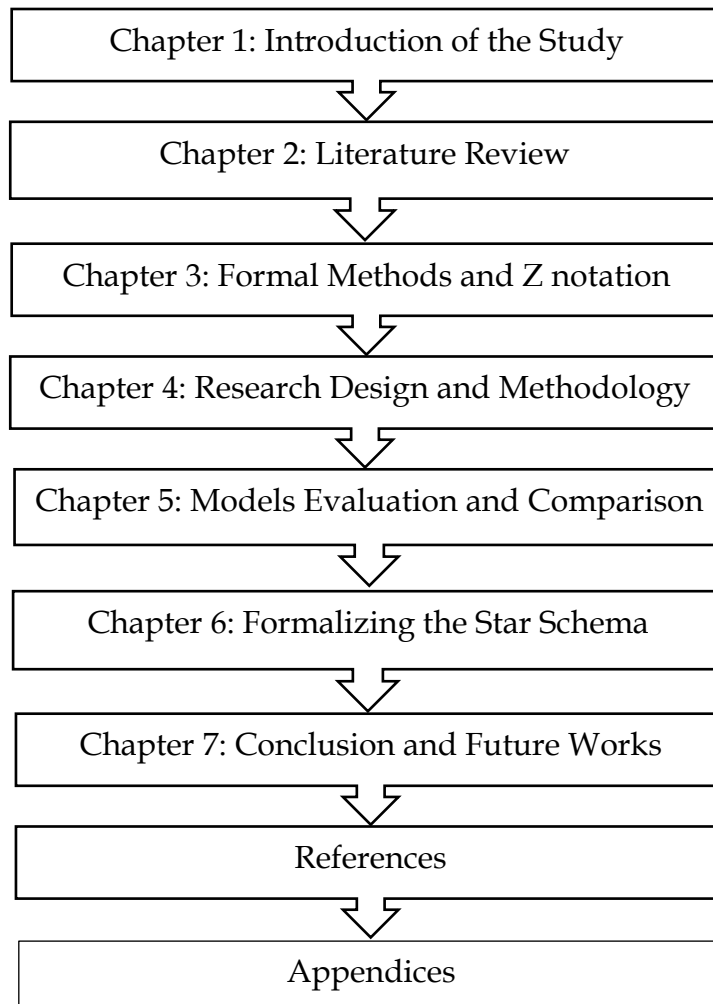 Chapter 1: Introduction of the Study
Chapter 2: Literature Review
Chapter 3: Formal Methods and Z notation
Chapter 4: Research Design and Methodology
Chapter 5: Models Evaluation and Comparison
Chapter 6: Formalizing the Star Schema
Chapter 7: Conclusion and Future Works
References
Appendices